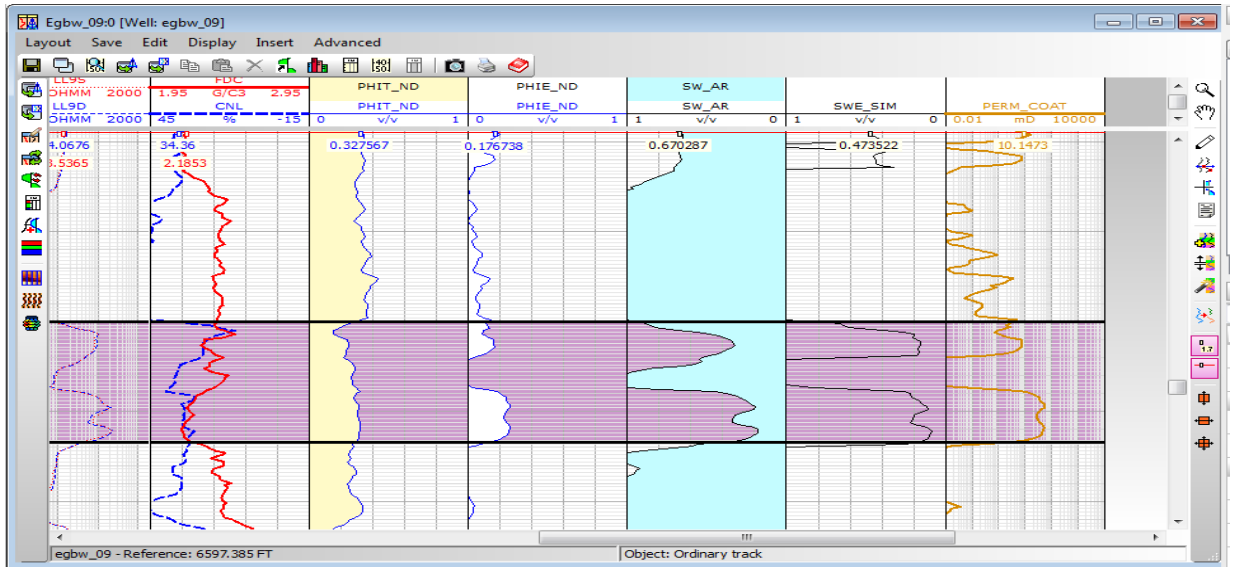 Egbw_09:0 [Well: egbw_09]
Layout Save Edit Display Insert Advanced
LL9S
OHMM 2000
LL9D
OHMM 2000
FDC
1.95 G/C3 2.95
CNL
45 % -15
PHIT_ND
PHIT_ND
0 v/v 1
PHIE_ND
PHIE_ND
0 v/v 1
SW_AR
SW_AR
1 v/v 0
SWE_SIM
1 v/v 0
PERM_COAT
0.01 mD 10000
4.0676 34.36 0.327567 0.176738 0.670287 0.473522 10.1473
3.5365 2.1853
1.7
egbw_09 - Reference: 6597.385 FT
Object: Ordinary track